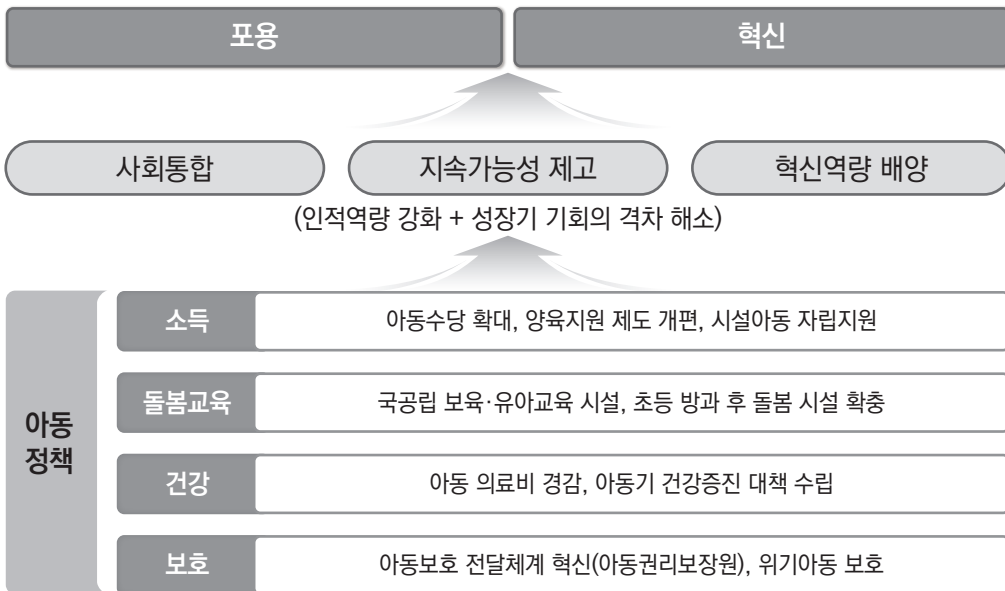 포용 혁신
사회통합 지속가능성 제고 혁신역량 배양
(인적역량 강화 + 성장기 기회의 격차 해소)
아동
정책
소득 아동수당 확대, 양육지원 제도 개편, 시설아동 자립지원
돌봄교육 국공립 보육·유아교육 시설, 초등 방과 후 돌봄 시설 확충
건강 아동 의료비 경감, 아동기 건강증진 대책 수립
보호 아동보호 전달체계 혁신(아동권리보장원), 위기아동 보호